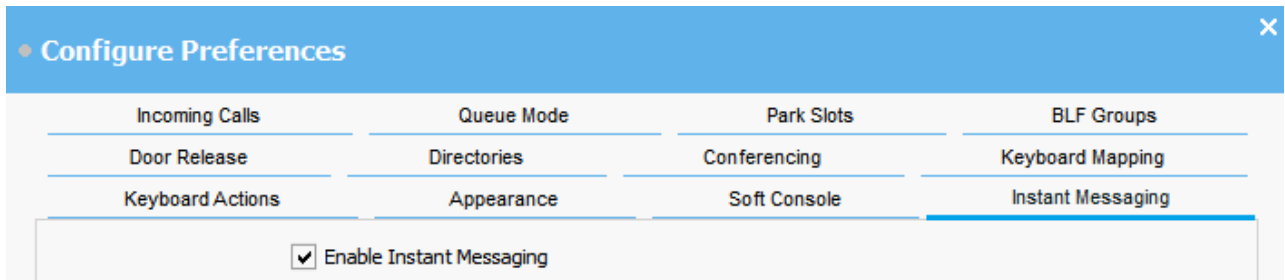 Configure Preferences
Incoming Calls Queue Mode Park Slots BLF Groups
Door Release Directories Conferencing Keyboard Mapping
Keyboard Actions Appearance Soft Console Instant Messaging
Enable Instant Messaging